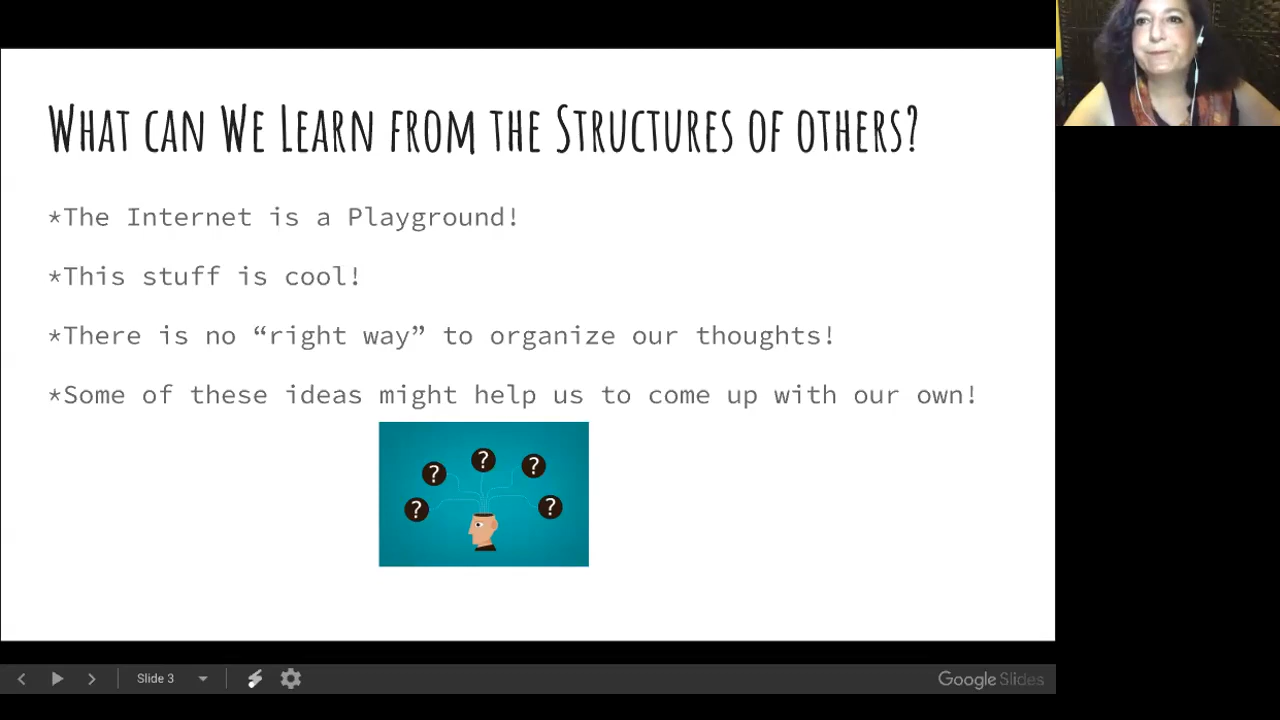 What can We Learn from the Structures of others?
*The Internet is a Playground!
*This stuff is cool!
*There is no “right way” to organize our thoughts!
*Some of these ideas might help us to come up with our own!
? ? ? ? ?
Slide 3
Google Slides